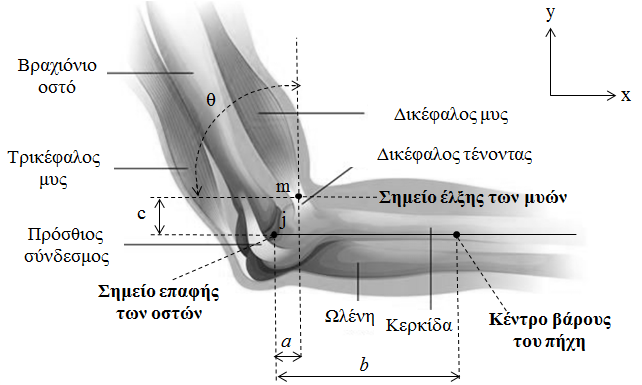 y
x
Βραχιόνιο
οστό
θ
Δικέφαλος μυς
Τρικέφαλος
μυς
Δικέφαλος τένοντας
m
Σημείο έλξης των μυών
c
j
Πρόσθιος
σύνδεσμος
Σημείο επαφής
των οστών
Ωλένη
Κερκίδα
Κέντρο βάρους
του πήχη
a
b